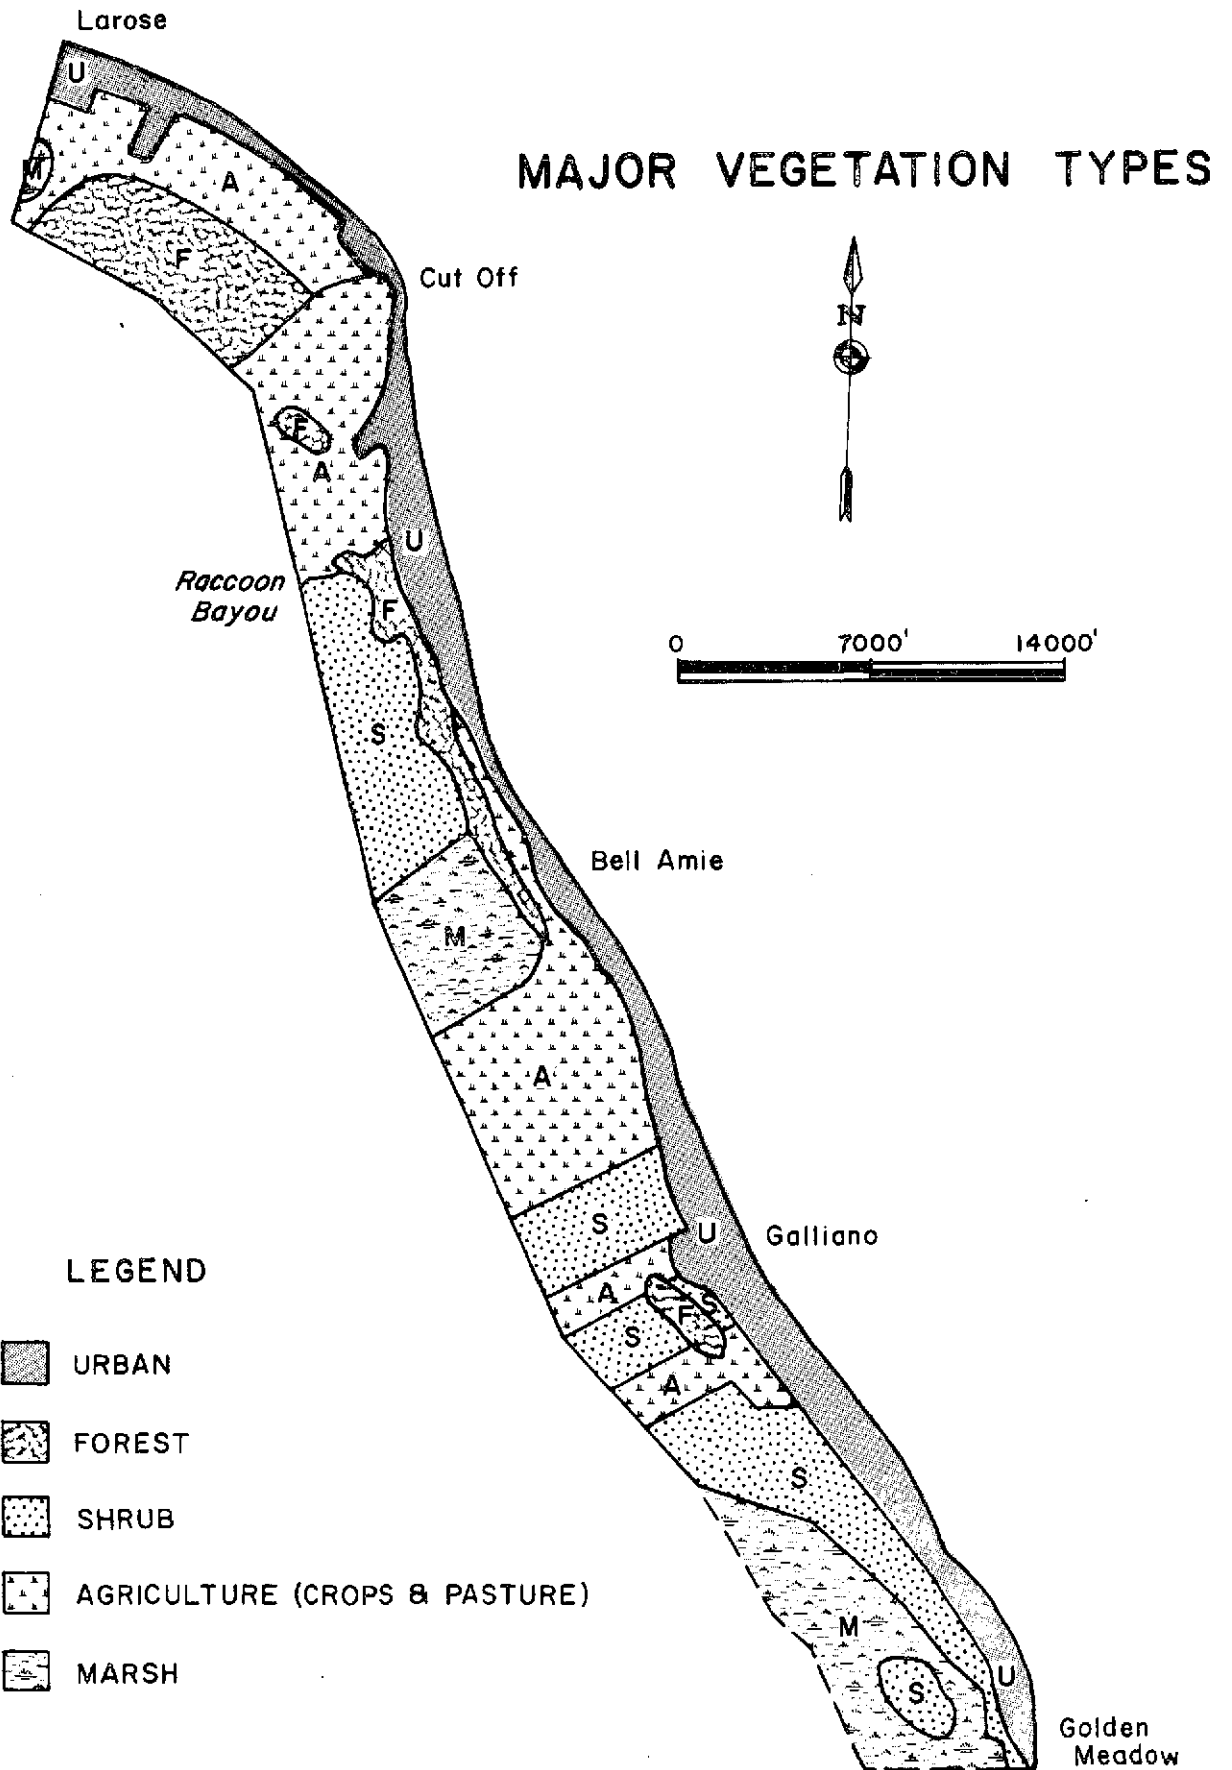 Larose
U
MAJOR VEGETATION TYPES
M
A
F
Cut Off
N
F
A
U
Raccoon
Bayou
F
0 7000' 14000'
S
Bell Amie
M
A
S
U
Galliano
LEGEND
A
S
F
S
URBAN
A
FOREST
S
SHRUB
AGRICULTURE (CROPS & PASTURE)
M
MARSH
S
U
Golden
Meadow